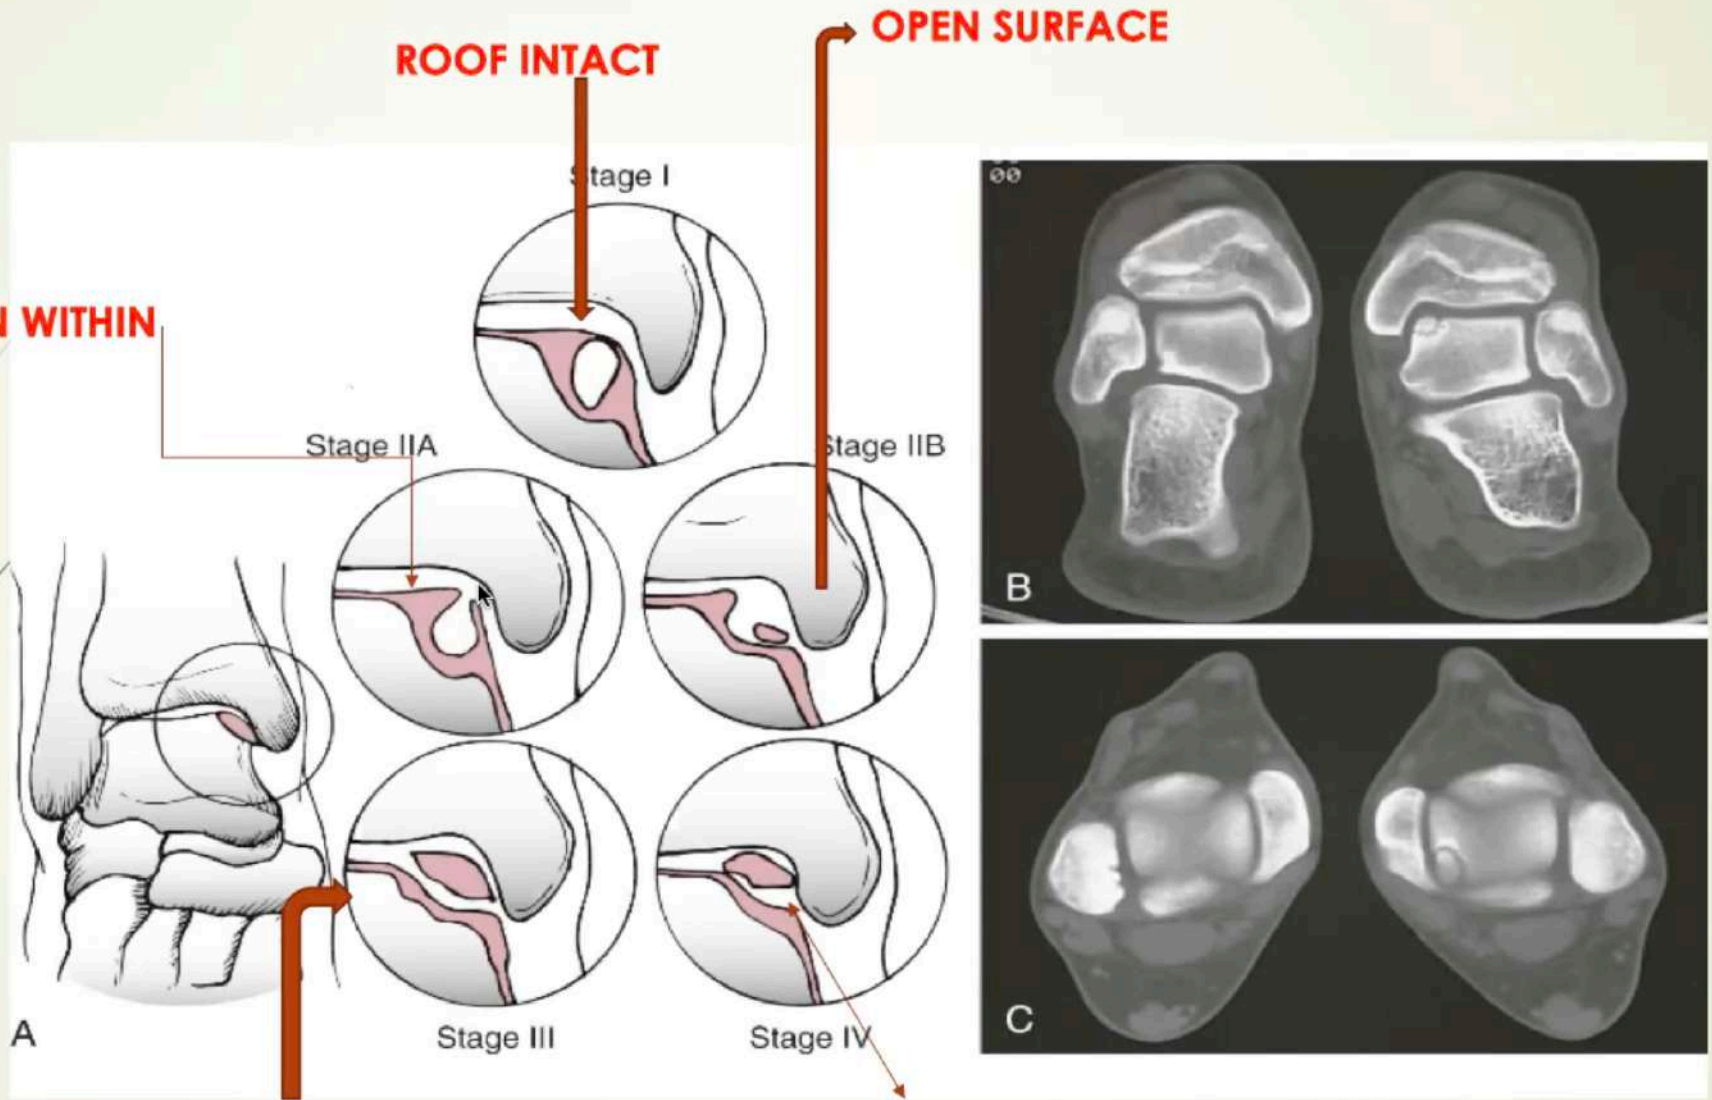 OPEN SURFACE
ROOF INTACT
Stage I
N WITHIN
Stage IIA
Stage IIB
B
A
Stage III
Stage IV
C